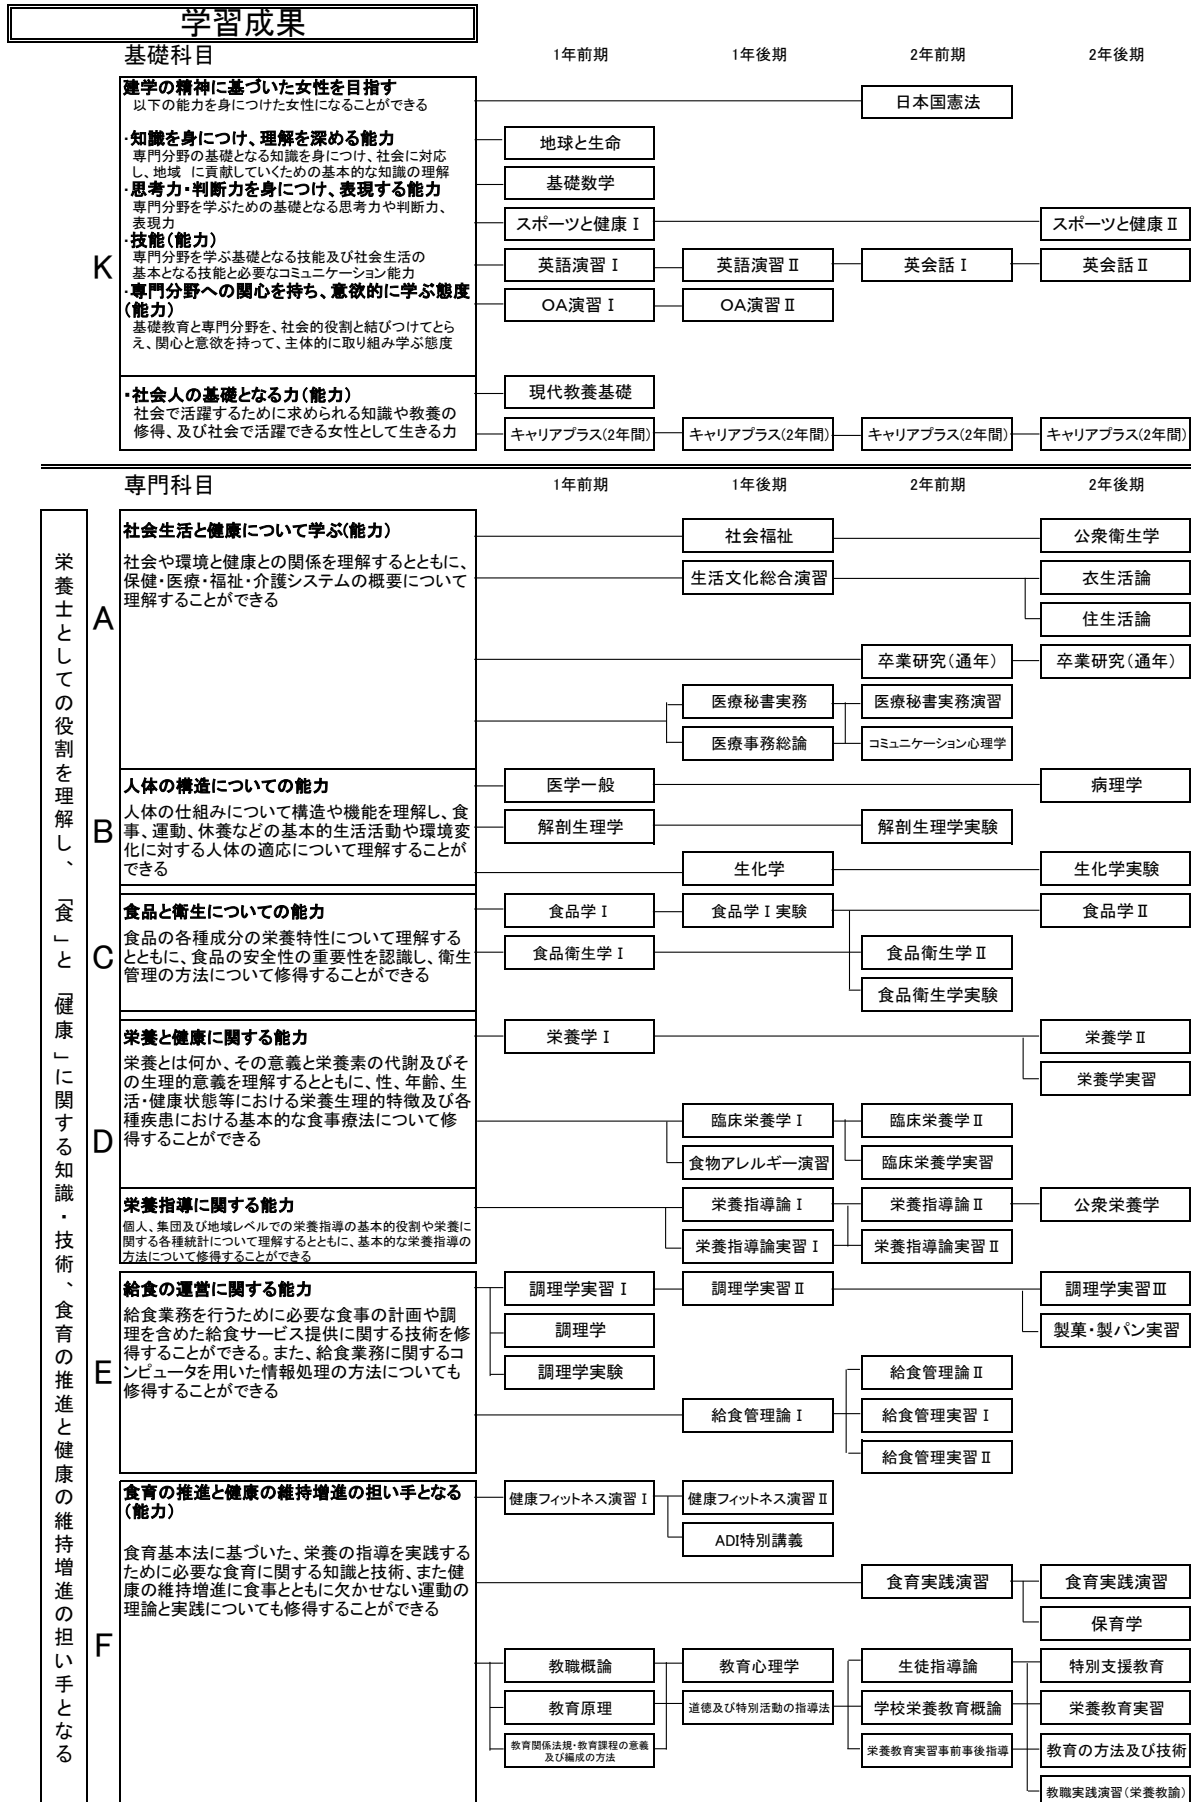 学習成果
基礎科目
1年前期 1年後期 2年前期 2年後期
K
建学の精神に基づいた女性を目指す
以下の能力を身につけた女性になることができる
・知識を身につけ、理解を深める能力
専門分野の基礎となる知識を身につけ、社会に対応
し、地域 に貢献していくための基本的な知識の理解
・思考力・判断力を身につけ、表現する能力
専門分野を学ぶための基礎となる思考力や判断力、
表現力
・技能(能力)
専門分野を学ぶ基礎となる技能及び社会生活の
基本となる技能と必要なコミュニケーション能力
・専門分野への関心を持ち、意欲的に学ぶ態度
(能力)
基礎教育と専門分野を、社会的役割と結びつけてとら
え、関心と意欲を持って、主体的に取り組み学ぶ態度
・社会人の基礎となる力(能力)
社会で活躍するために求められる知識や教養の
修得、及び社会で活躍できる女性として生きる力
日本国憲法
地球と生命
基礎数学
スポーツと健康Ⅰ スポーツと健康Ⅱ
英語演習Ⅰ 英語演習Ⅱ 英会話Ⅰ 英会話Ⅱ
OA演習Ⅰ OA演習Ⅱ
現代教養基礎
キャリアプラス(2年間) キャリアプラス(2年間) キャリアプラス(2年間) キャリアプラス(2年間)
専門科目
1年前期 1年後期 2年前期 2年後期
栄養士としての役割を理解し、「食」と「健康」に関する知識・技術、食育の推進と健康の維持増進の担い手となる
A
社会生活と健康について学ぶ(能力)
社会や環境と健康との関係を理解するとともに、
保健・医療・福祉・介護システムの概要について
理解することができる
社会福祉 公衆衛生学
生活文化総合演習 衣生活論
住生活論
卒業研究(通年) 卒業研究(通年)
医療秘書実務 医療秘書実務演習
医療事務総論 コミュニケーション心理学
B
人体の構造についての能力
人体の仕組みについて構造や機能を理解し、食
事、運動、休養などの基本的生活活動や環境変
化に対する人体の適応について理解することが
できる
医学一般 病理学
解剖生理学 解剖生理学実験
生化学 生化学実験
C
食品と衛生についての能力
食品の各種成分の栄養特性について理解する
とともに、食品の安全性の重要性を認識し、衛生
管理の方法について修得することができる
食品学Ⅰ 食品学Ⅰ実験 食品学Ⅱ
食品衛生学Ⅰ 食品衛生学Ⅱ
食品衛生学実験
D
栄養と健康に関する能力
栄養とは何か、その意義と栄養素の代謝及びそ
の生理的意義を理解するとともに、性、年齢、生
活・健康状態等における栄養生理的特徴及び各
種疾患における基本的な食事療法について修
得することができる
栄養学Ⅰ 栄養学Ⅱ
栄養学実習
臨床栄養学Ⅰ 臨床栄養学Ⅱ
食物アレルギー演習 臨床栄養学実習
栄養指導に関する能力
個人、集団及び地域レベルでの栄養指導の基本的役割や栄養に
関する各種統計について理解するとともに、基本的な栄養指導の
方法について修得することができる
栄養指導論Ⅰ 栄養指導論Ⅱ 公衆栄養学
栄養指導論実習Ⅰ 栄養指導論実習Ⅱ
E
給食の運営に関する能力
給食業務を行うために必要な食事の計画や調
理を含めた給食サービス提供に関する技術を修
得することができる。また、給食業務に関するコ
ンピュータを用いた情報処理の方法についても
修得することができる
調理学実習Ⅰ 調理学実習Ⅱ 調理学実習Ⅲ
調理学 製菓・製パン実習
調理学実験 給食管理論Ⅱ
給食管理論Ⅰ 給食管理実習Ⅰ
給食管理実習Ⅱ
F
食育の推進と健康の維持増進の担い手となる
(能力)
食育基本法に基づいた、栄養の指導を実践する
ために必要な食育に関する知識と技術、また健
康の維持増進に食事とともに欠かせない運動の
理論と実践についても修得することができる
健康フィットネス演習Ⅰ 健康フィットネス演習Ⅱ
ADI特別講義
食育実践演習 食育実践演習
保育学
教職概論 教育心理学 生徒指導論 特別支援教育
教育原理 道徳及び特別活動の指導法 学校栄養教育概論 栄養教育実習
教育関係法規・教育課程の意義
及び編成の方法
栄養教育実習事前事後指導 教育の方法及び技術
教職実践演習(栄養教諭)